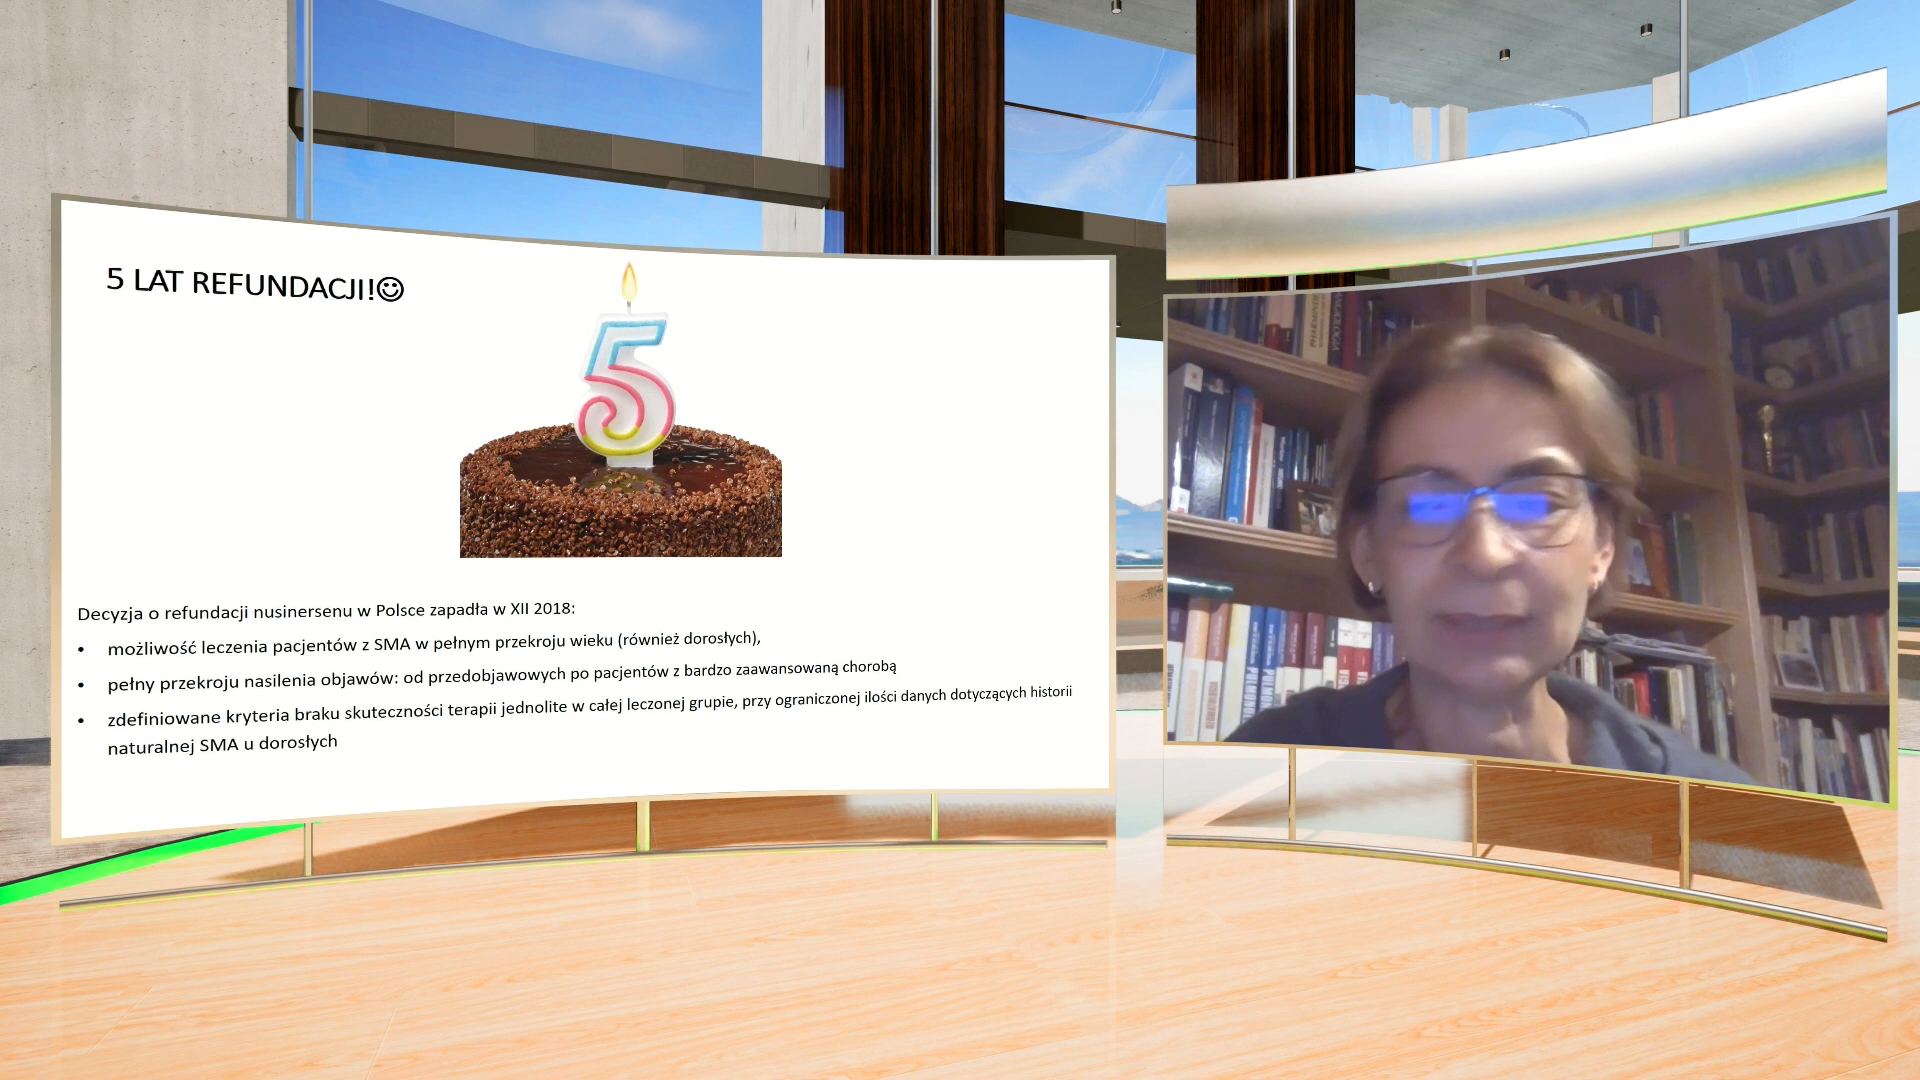 5 LAT REFUNDACJI!☺
5
Decyzja o refundacji nusinersenu w Polsce zapadła w XII 2018:
• możliwość leczenia pacjentów z SMA w pełnym przekroju wieku (również dorosłych),
• pełny przekroju nasilenia objawów: od przedobjawowych po pacjentów z bardzo zaawansowaną chorobą
• zdefiniowane kryteria braku skuteczności terapii jednolite w całej leczonej grupie, przy ograniczonej ilości danych dotyczących historii
naturalnej SMA u dorosłych